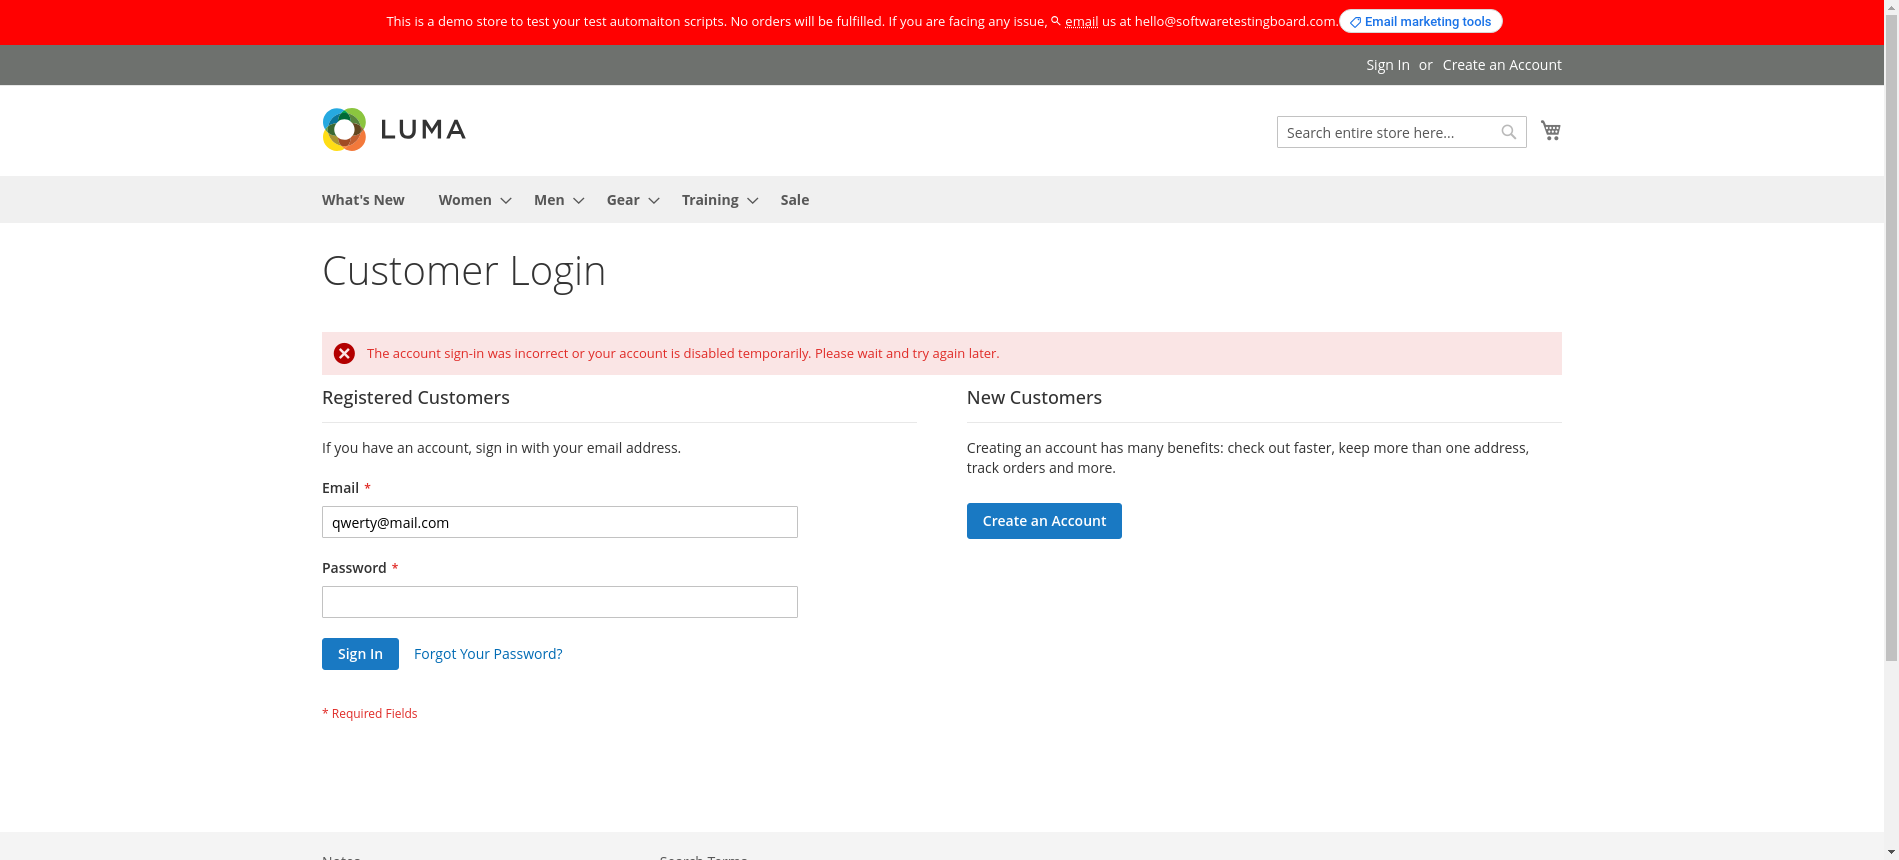 This is a demo store to test your test automaiton scripts. No orders will be fulfilled. If you are facing any issue, email us at hello@softwaretestingboard.com. Email marketing tools
Sign In or Create an Account
LUMA
Search entire store here...
What's New Women Men Gear Training Sale
Customer Login
The account sign-in was incorrect or your account is disabled temporarily. Please wait and try again later.
Registered Customers
If you have an account, sign in with your email address.
Email *
qwerty@mail.com
Password *
Sign In Forgot Your Password?
* Required Fields
New Customers
Creating an account has many benefits: check out faster, keep more than one address,
track orders and more.
Create an Account
Notes Search Terms